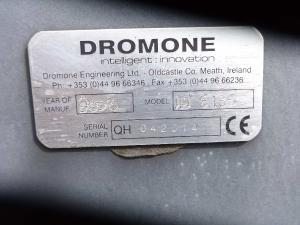 DROMONE
intelligent : innovation
Dromone Engineering Ltd. - Oldcastle Co. Meath, Ireland
Ph. +353 (0)44 96 66346, Fax +353 (0)44 96 66236
YEAR OF MANUF. MODEL
SERIAL NUMBER QH CE